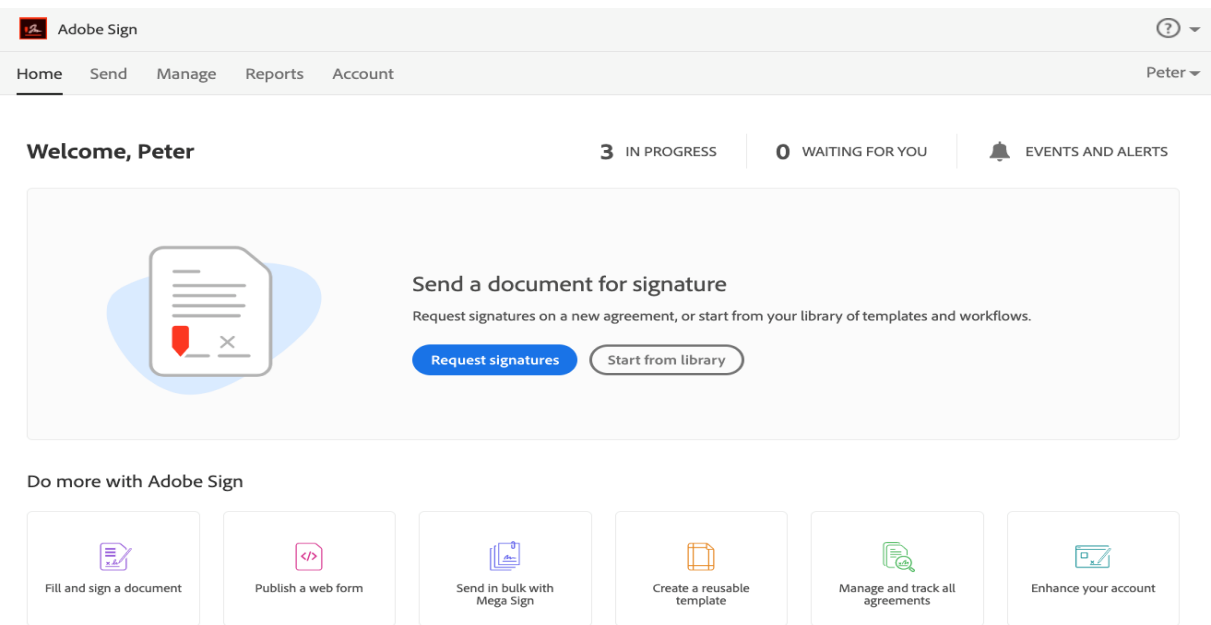 Adobe Sign
?
Home Send Manage Reports Account Peter
Welcome, Peter 3 IN PROGRESS 0 WAITING FOR YOU EVENTS AND ALERTS
Send a document for signature
Request signatures on a new agreement, or start from your library of templates and workflows.
Request signatures Start from library
Do more with Adobe Sign
Fill and sign a document
Publish a web form
Send in bulk with
Mega Sign
Create a reusable
template
Manage and track all
agreements
Enhance your account